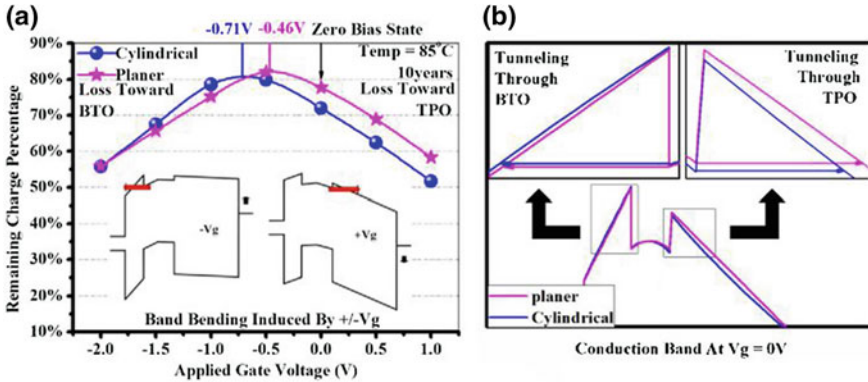 (a)
-0.71V -0.46V Zero Bias State
90%
80%
70%
60%
50%
40%
30%
20%
10%
Remaining Charge Percentage
Cylindrical
Planer
Loss Toward
BTO
Temp = 85°C
10years
Loss Toward
TPO
-Vg
+Vg
Band Bending Induced By +/-Vg
-2.0 -1.5 -1.0 -0.5 0.0 0.5 1.0
Applied Gate Voltage (V)
(b)
Tunneling
Through
BTO
Tunneling
Through
TPO
planer
Cylindrical
Conduction Band At Vg = 0V